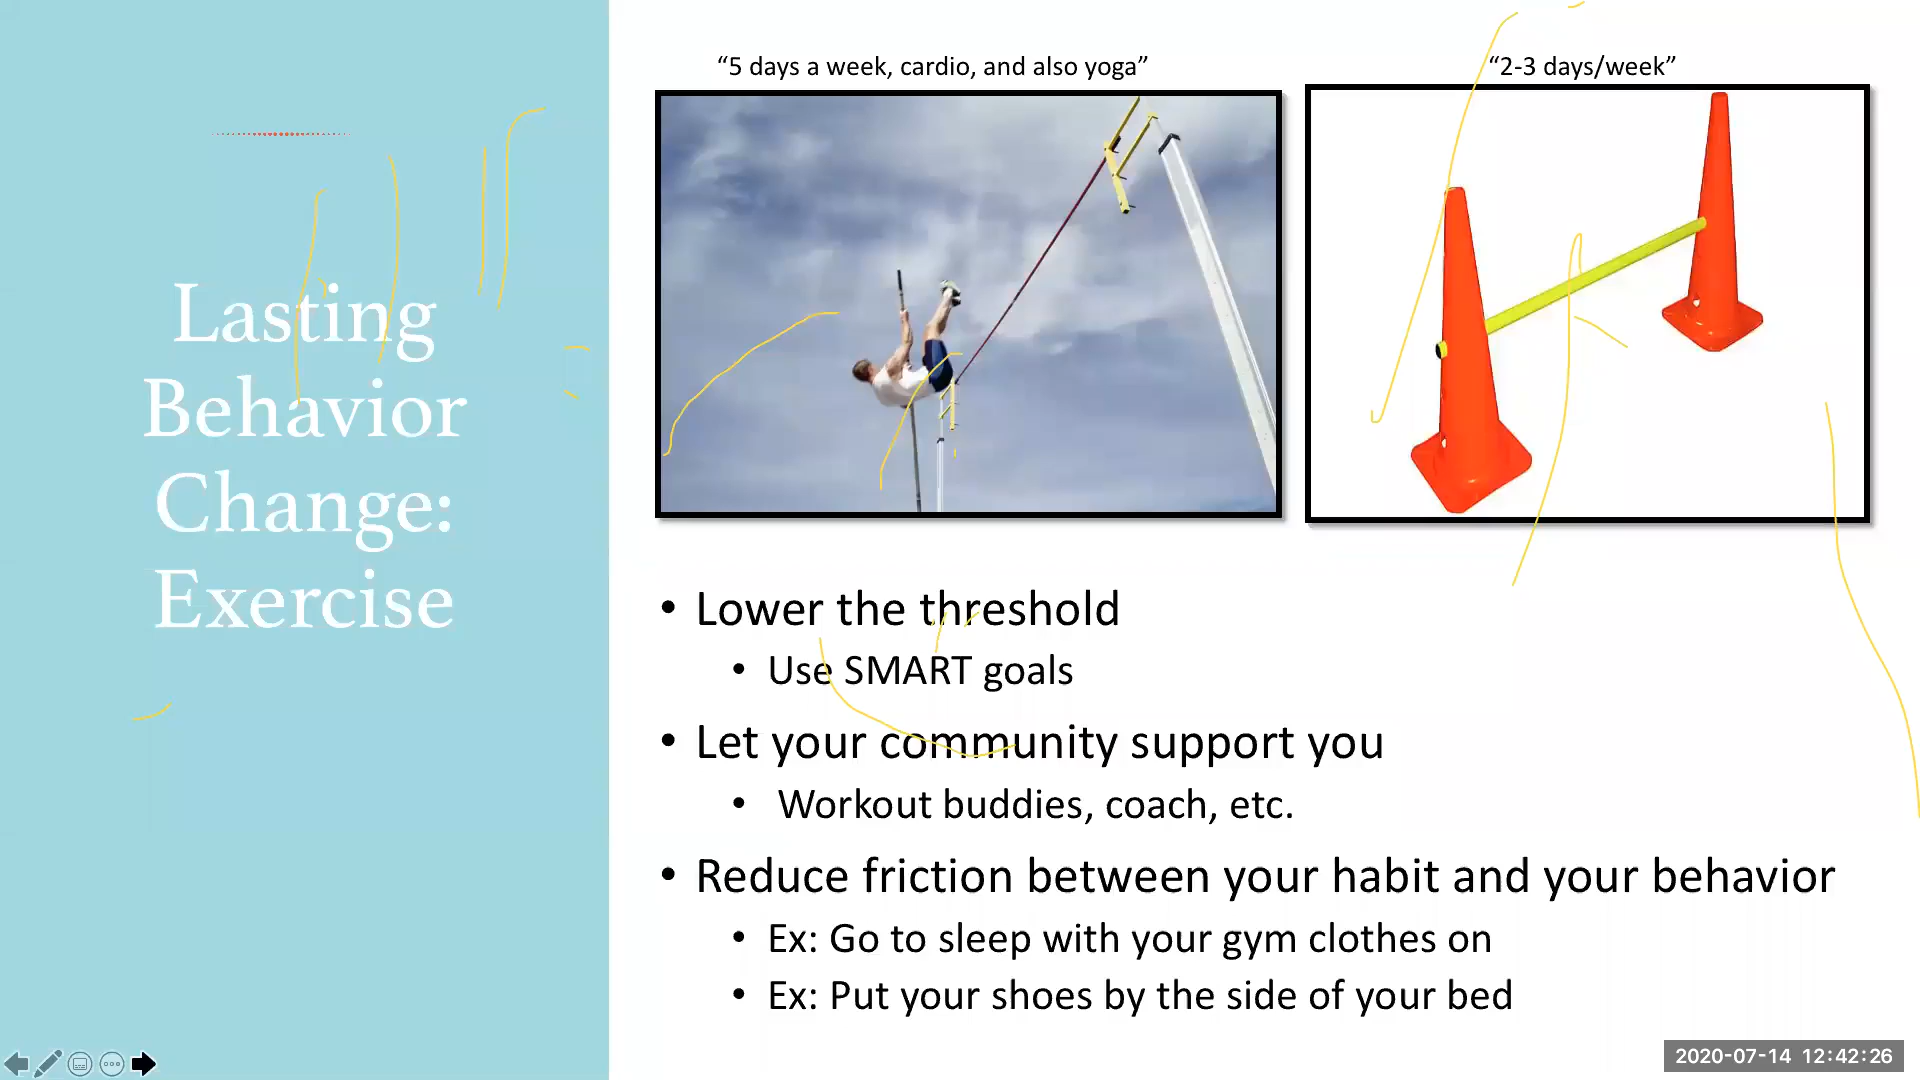 Lasting
Behavior
Change:
Exercise
“5 days a week, cardio, and also yoga”
“2-3 days/week”
• Lower the threshold
• Use SMART goals
• Let your community support you
• Workout buddies, coach, etc.
• Reduce friction between your habit and your behavior
• Ex: Go to sleep with your gym clothes on
• Ex: Put your shoes by the side of your bed
2020-07-14 12:42:26